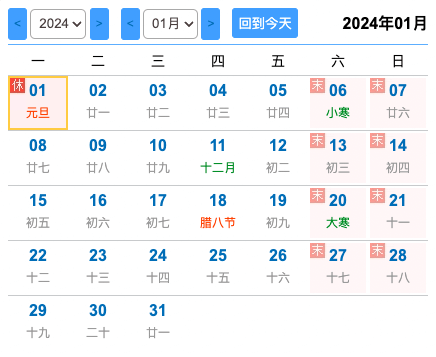 < 2024 > < 01月 > 回到今天 2024年01月
一 二 三 四 五 六 日
休 01 02 03 04 05 末 06 末 07
元旦 廿一 廿二 廿三 廿四 小寒 廿六
08 09 10 11 12 末 13 末 14
廿七 廿八 廿九 十二月 初二 初三 初四
15 16 17 18 19 末 20 末 21
初五 初六 初七 腊八节 初九 大寒 十一
22 23 24 25 26 末 27 末 28
十二 十三 十四 十五 十六 十七 十八
29 30 31
十九 二十 廿一